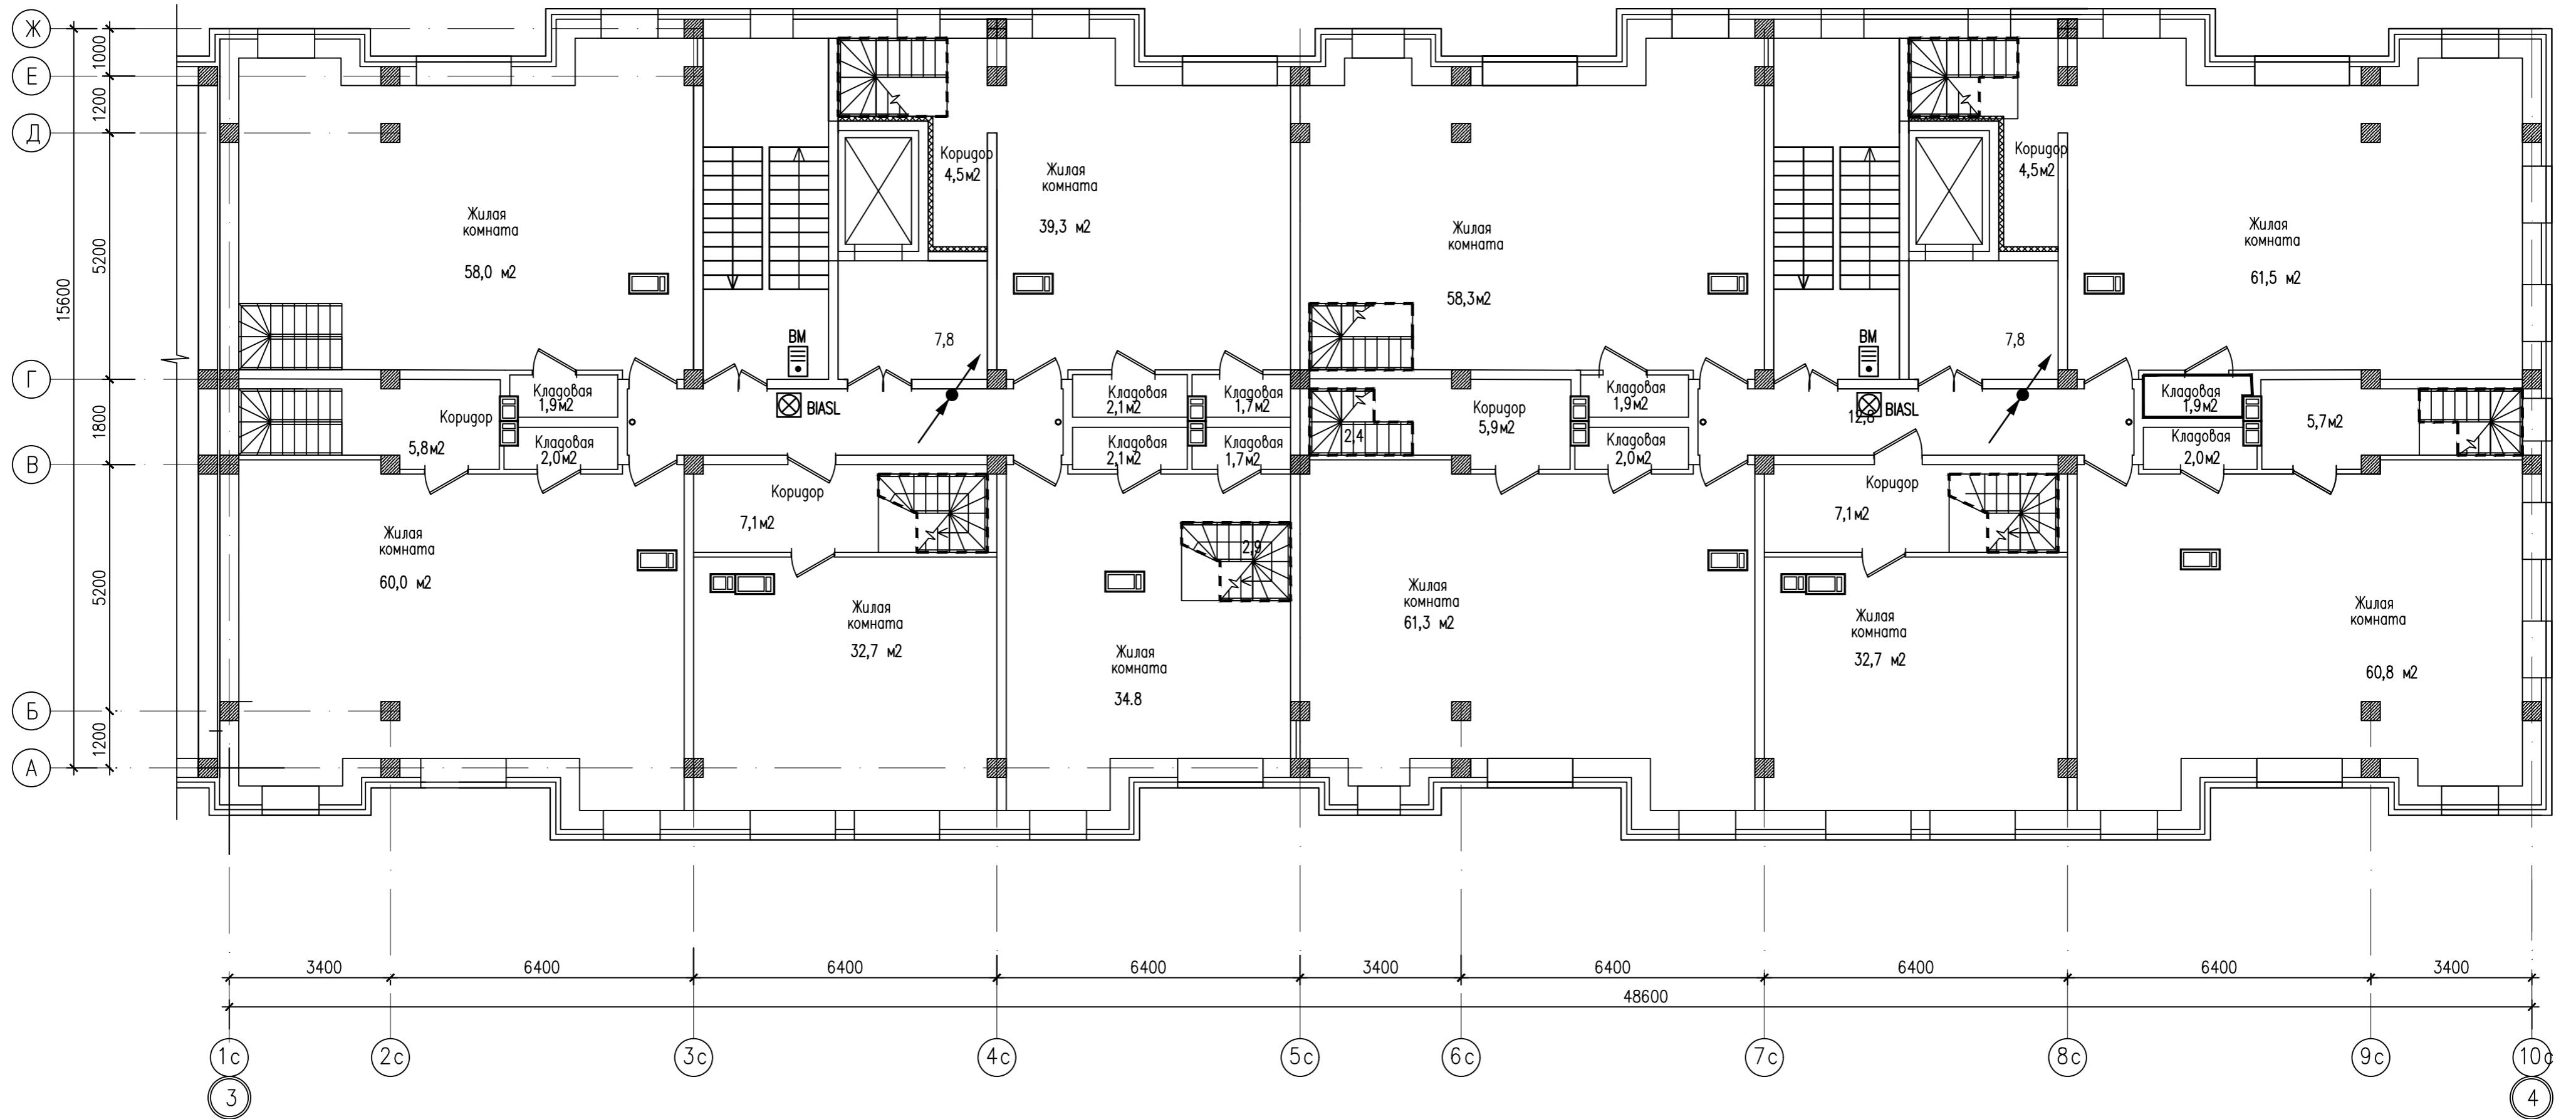 Ж
Е
Д
Г
В
Б
А
1000
1200
5200
1800
5200
1200
15600
Жилая
комната
58,0 м2
Коридор
4,5м2
Жилая
комната
39,3 м2
Жилая
комната
58,3м2
Коридор
4,5м2
Жилая
комната
61,5 м2
ВМ
7,8
ВМ
7,8
Кладовая
1,9м2
Коридор
5,8м2
Кладовая
2,0м2
BIASL
Кладовая
2,1м2
Кладовая
1,7м2
Кладовая
2,1м2
Кладовая
1,7м2
2,4
Коридор
5,9м2
Кладовая
1,9м2
Кладовая
2,0м2
12,8
BIASL
Кладовая
1,9м2
Кладовая
2,0м2
5,7м2
Коридор
7,1м2
Коридор
7,1м2
Жилая
комната
60,0 м2
2,9
Жилая
комната
32,7 м2
Жилая
комната
34.8
Жилая
комната
61,3 м2
Жилая
комната
32,7 м2
Жилая
комната
60,8 м2
3400
6400
6400
6400
3400
6400
6400
6400
3400
48600
1с
2с
3с
4с
5с
6с
7с
8с
9с
10с
3
4